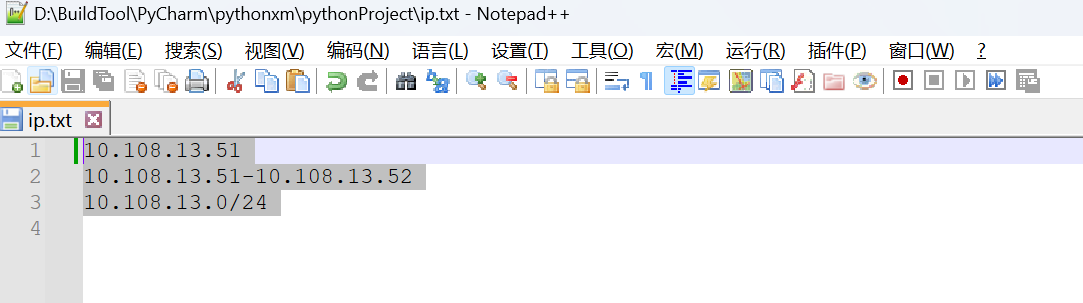 D:\BuildTool\PyCharm\pythonxm\pythonProject\ip.txt - Notepad++
文件(F) 编辑(E) 搜索(S) 视图(V) 编码(N) 语言(L) 设置(T) 工具(O) 宏(M) 运行(R) 插件(P) 窗口(W) ?
ip.txt
1 10.108.13.51
2 10.108.13.51-10.108.13.52
3 10.108.13.0/24
4